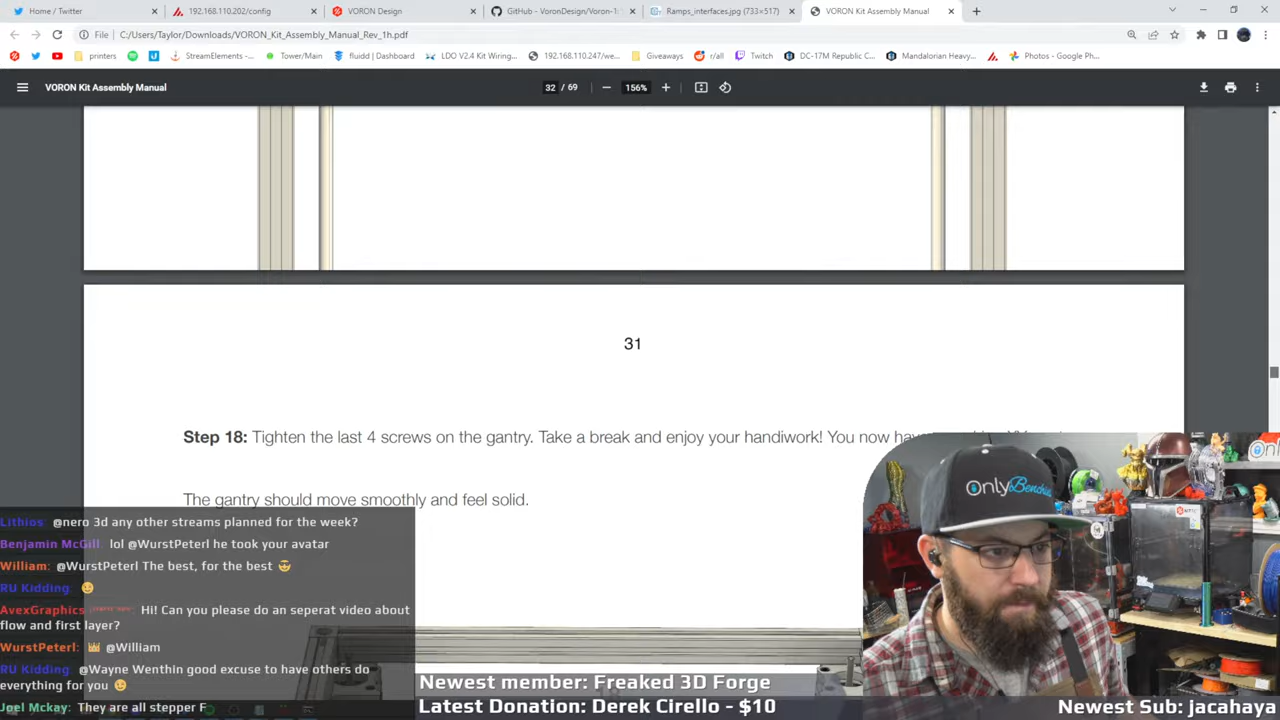 Home / Twitter
192.168.110.202/config
VORON Design
GitHub - VoronDesign/Voron-1:
Ramps_interfaces.jpg (733×517)
VORON Kit Assembly Manual
File
C:/Users/Taylor/Downloads/VORON_Kit_Assembly_Manual_Rev_1h.pdf
printers
StreamElements -...
Tower/Main
fluidd | Dashboard
LDO V2.4 Kit Wiring...
192.168.110.247/we...
Giveaways
r/all
Twitch
DC-17M Republic C...
Mandalorian Heavy...
Photos - Google Ph...
VORON Kit Assembly Manual
32 / 69
156%
31
Step 18: Tighten the last 4 screws on the gantry. Take a break and enjoy your handiwork! You now have
The gantry should move smoothly and feel solid.
Lithios: @nero 3d any other streams planned for the week?
Benjamin McGill: lol @WurstPeterl he took your avatar
William: @WurstPeterl The best, for the best 😎
RU Kidding: 😉
AvexGraphics: Hi! Can you please do an seperat video about
flow and first layer?
WurstPeterl: 👑 @William
RU Kidding: @Wayne Wenthin good excuse to have others do
everything for you 😉
Joel Mckay: They are all stepper F
Only Benchies
Newest member: Freaked 3D Forge
Latest Donation: Derek Cirello - $10
Newest Sub: jacahaya